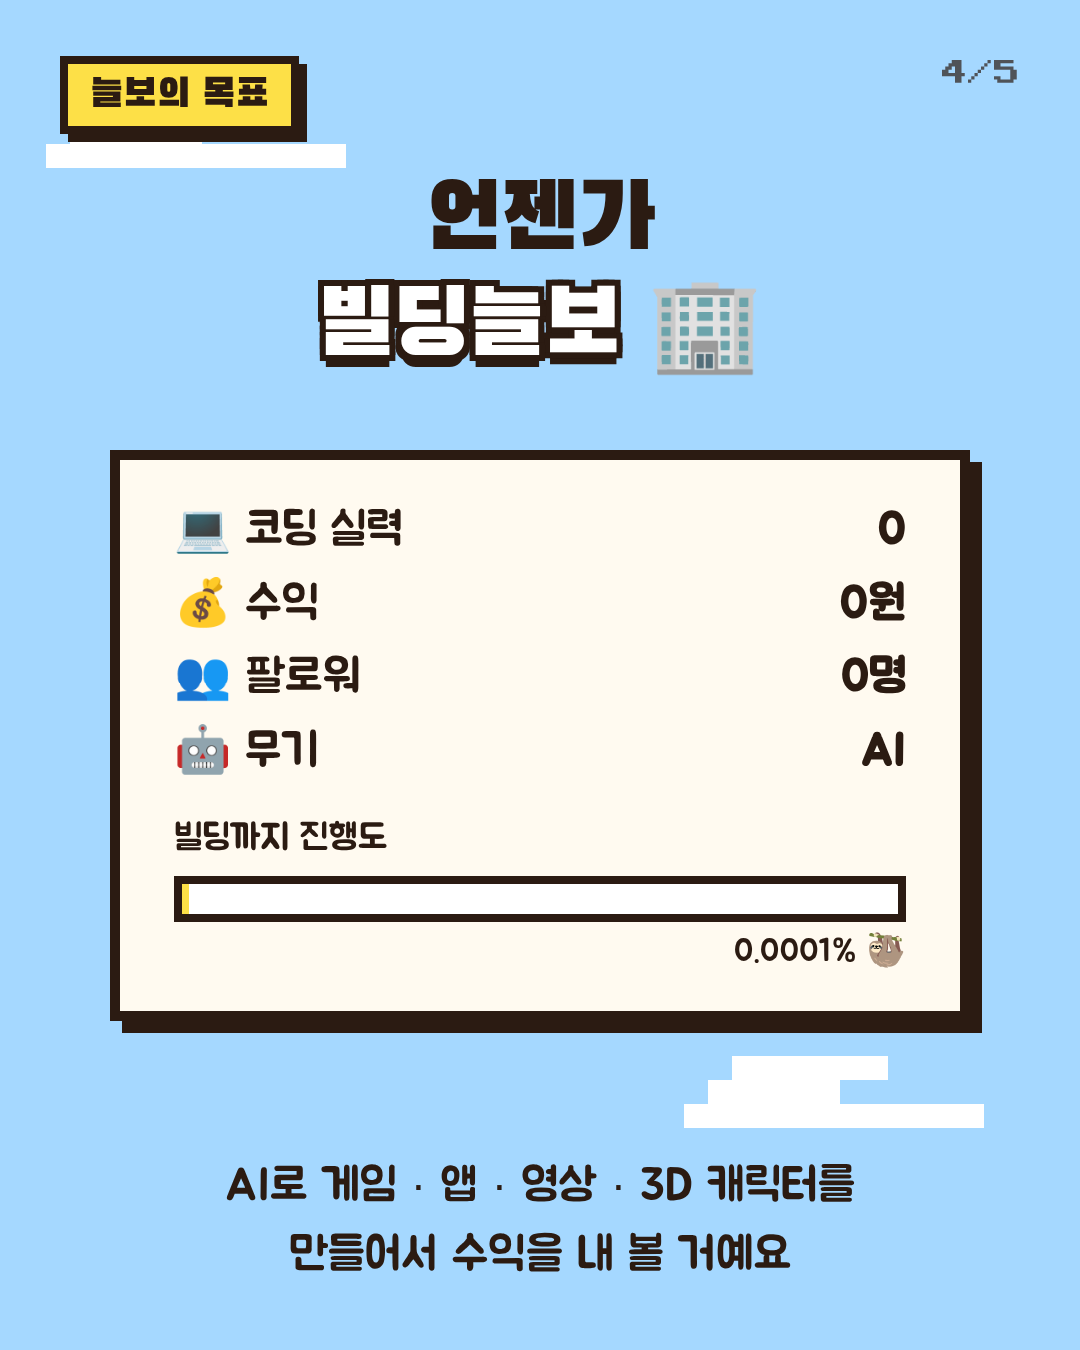 늘보의 목표
4/5
언젠가
빌딩늘보 🏢
💻 코딩 실력 0
💰 수익 0원
👥 팔로워 0명
🤖 무기 AI
빌딩까지 진행도
0.0001% 🦥
AI로 게임 · 앱 · 영상 · 3D 캐릭터를
만들어서 수익을 내 볼 거예요